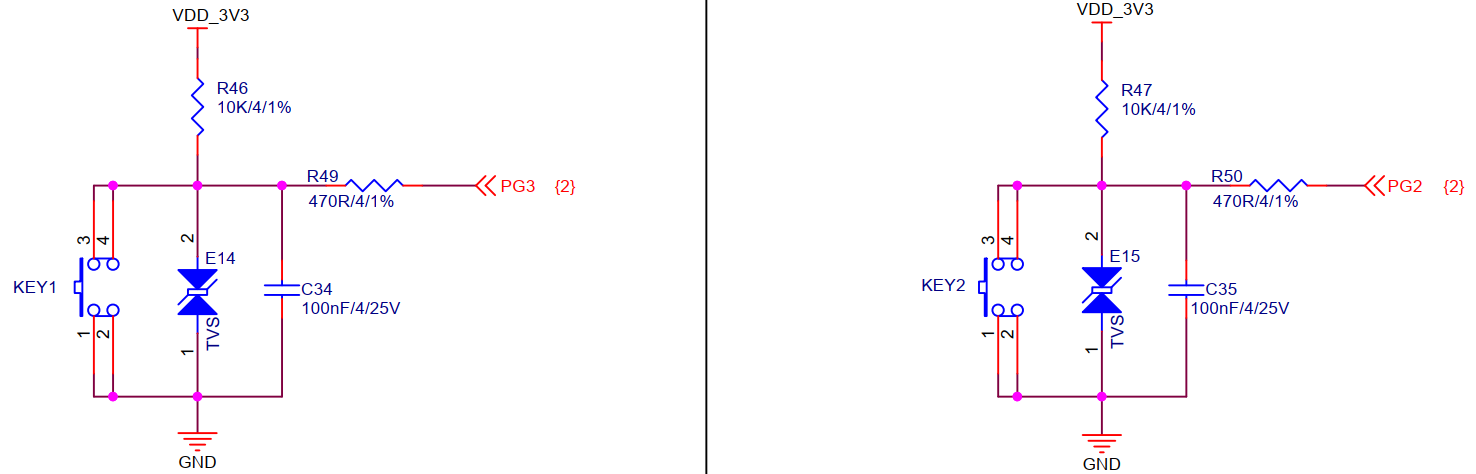 VDD_3V3
R46
10K/4/1%
R49
470R/4/1%
PG3 {2}
3
4
2
E14
KEY1
C34
100nF/4/25V
1
2
1
TVS
GND
VDD_3V3
R47
10K/4/1%
R50
470R/4/1%
PG2 {2}
3
4
2
E15
KEY2
C35
100nF/4/25V
1
2
1
TVS
GND